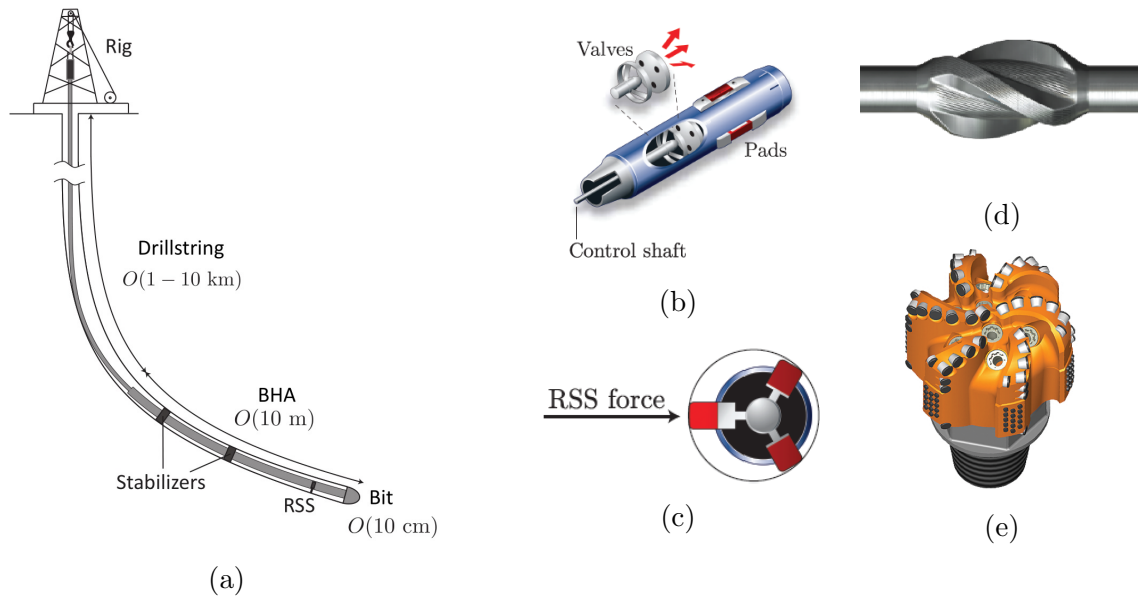 Rig
Drillstring
O(1 − 10 km)
BHA
O(10 m)
Stabilizers
RSS
Bit
O(10 cm)
(a)
Valves
Pads
Control shaft
(b)
RSS force
(c)
(d)
(e)